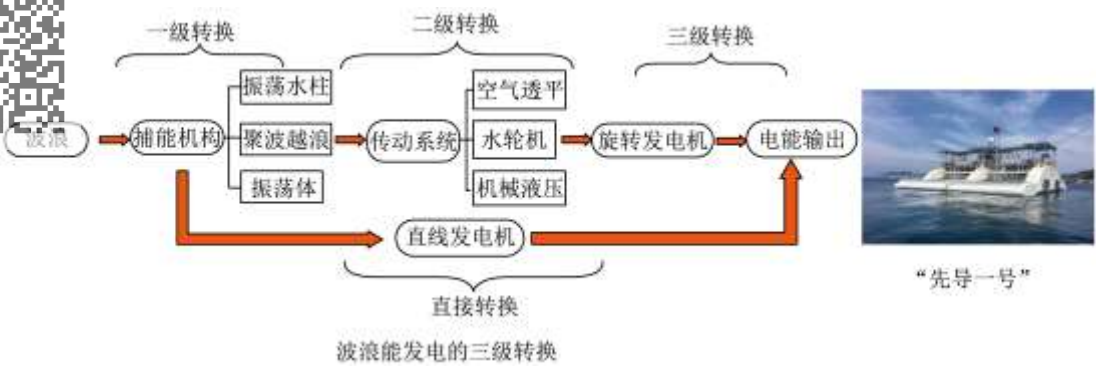 一级转换
二级转换
三级转换
振荡水柱
空气透平
波浪
捕能机构
聚波越浪
传动系统
水轮机
旋转发电机
电能输出
振荡体
机械液压
直线发电机
“先导一号”
直接转换
波浪能发电的三级转换